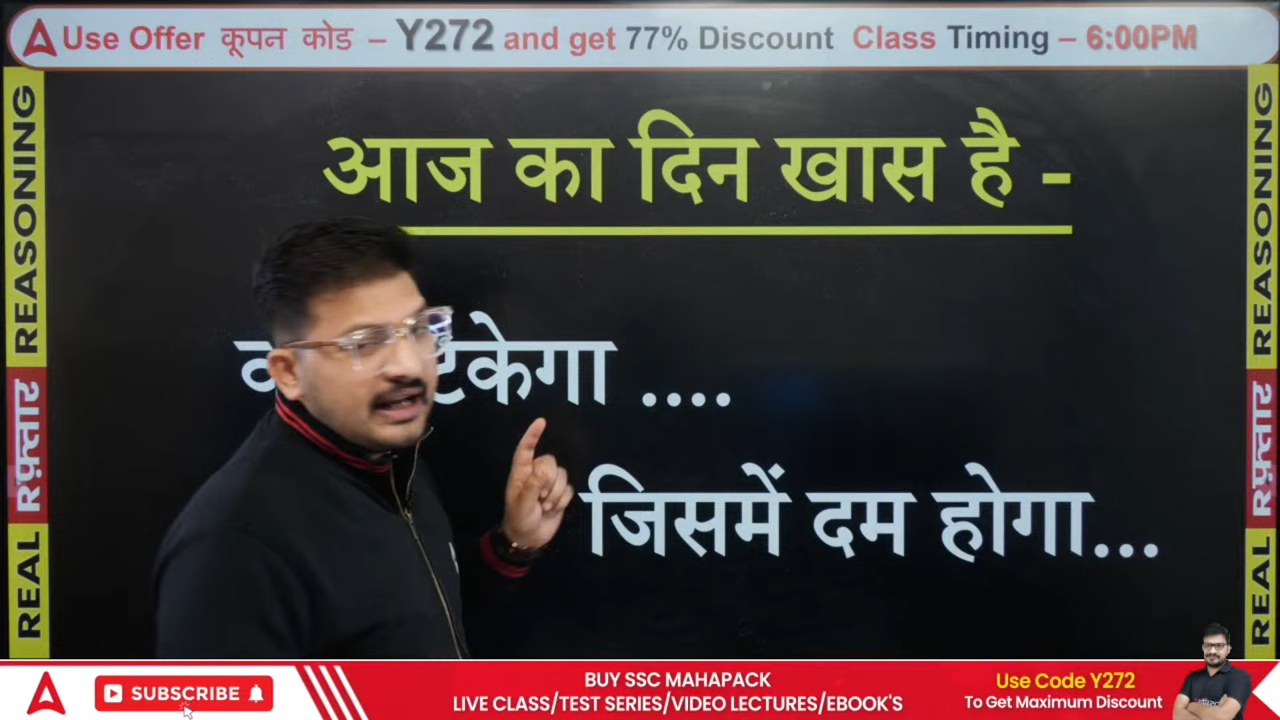 Use Offer कूपन कोड – Y272 and get 77% Discount Class Timing – 6:00PM
REAL रफ़्तार REASONING
आज का दिन खास है -
टिकेगा ....
जिसमें दम होगा...
REAL रफ़्तार REASONING
SUBSCRIBE
BUY SSC MAHAPACK
LIVE CLASS/TEST SERIES/VIDEO LECTURES/EBOOK'S
Use Code Y272
To Get Maximum Discount